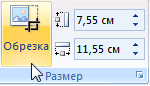 7,55 см
Обрезка
11,55 см
Размер